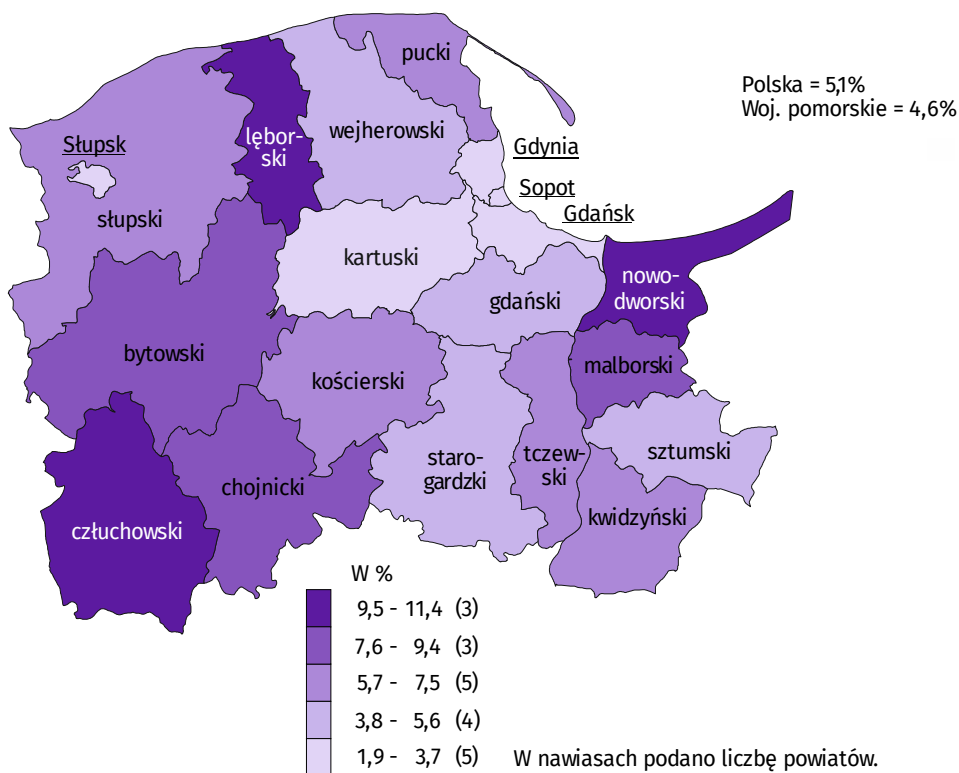 pucki
Polska = 5,1%
Woj. pomorskie = 4,6%
lębor-
ski
wejherowski
Słupsk
Gdynia
Sopot
Gdańsk
słupski
kartuski
nowo-
dworski
gdański
bytowski
kościerski
malborski
staro-
gardzki
tczew-
ski
sztumski
chojnicki
kwidzyński
człuchowski
W %
9,5 - 11,4 (3)
7,6 - 9,4 (3)
5,7 - 7,5 (5)
3,8 - 5,6 (4)
1,9 - 3,7 (5)
W nawiasach podano liczbę powiatów.